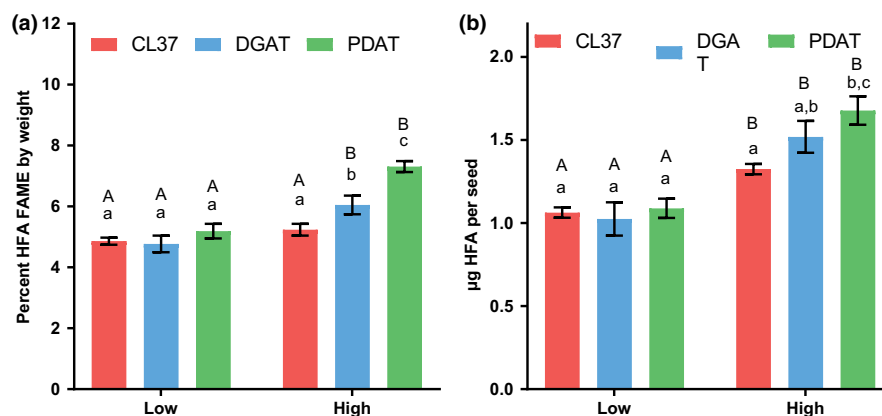 (a)
CL37 DGAT PDAT
Percent HFA FAME by weight
12
10
8
6
4
2
0
A
a
A
a
A
a
A
a
B
b
B
c
Low High
(b)
CL37 DGA
T PDAT
µg HFA per seed
2.0
1.5
1.0
0.5
0.0
A
a
A
a
A
a
B
a
B
a,b
B
b,c
Low High